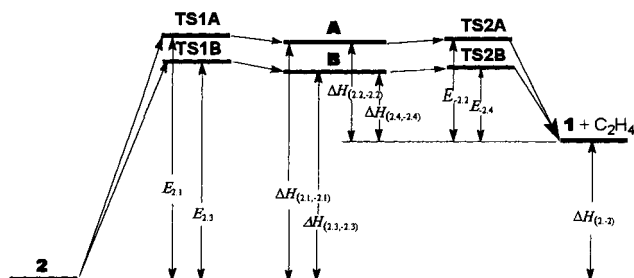 TS1A
A
TS2A
TS1B
B
TS2B
ΔH(2.2,-2.2)
ΔH(2.4,-2.4)
E-2.2
E-2.4
1 + C2H4
E2.1
E2.3
ΔH(2.1,-2.1)
ΔH(2.3,-2.3)
ΔH(2,-2)
2